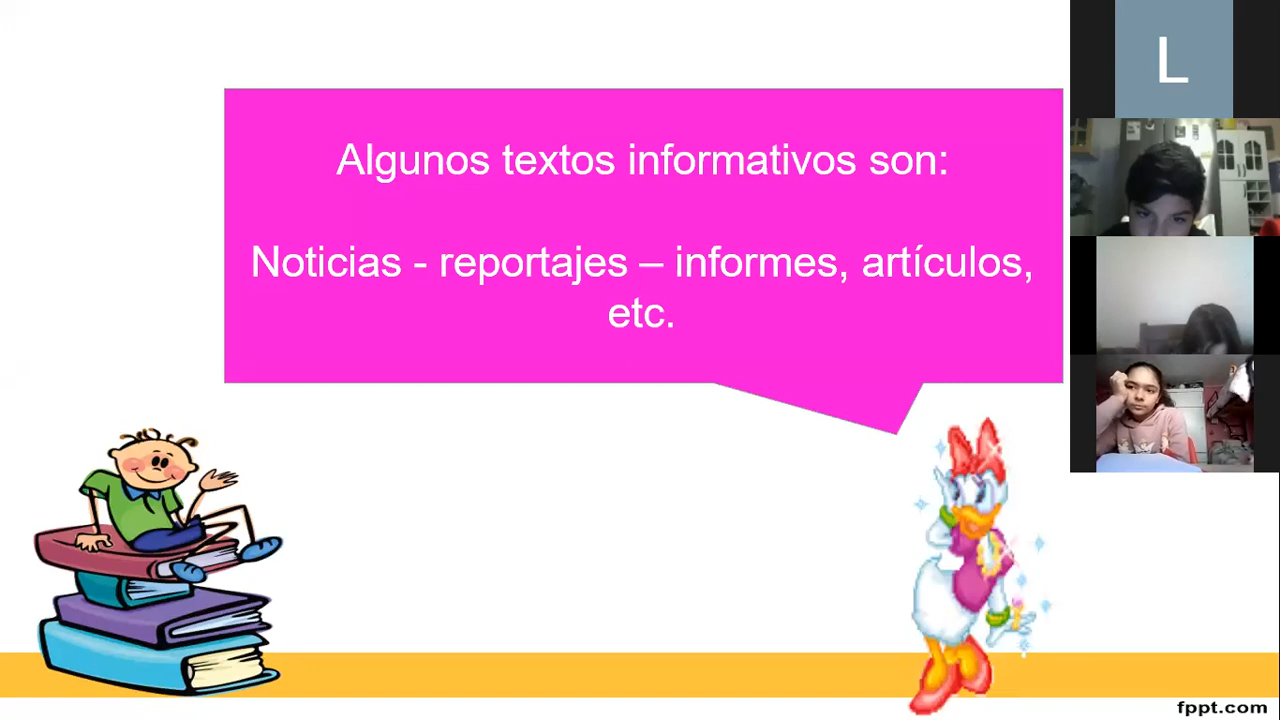 Algunos textos informativos son:
Noticias - reportajes – informes, artículos,
etc.
L
fppt.com